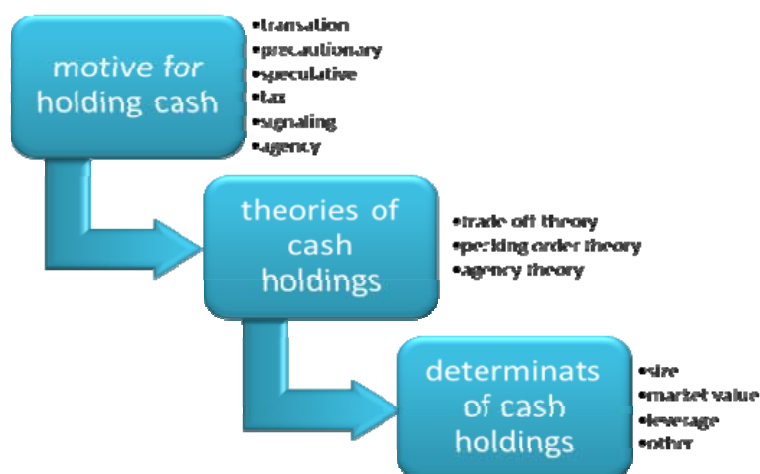 motive for
holding cash
•transation
•precautionary
•speculative
•tax
•signaling
•agency
theories of
cash
holdings
•trade off theory
•pecking order theory
•agency theory
determinats
of cash
holdings
•size
•market value
•leverage
•other